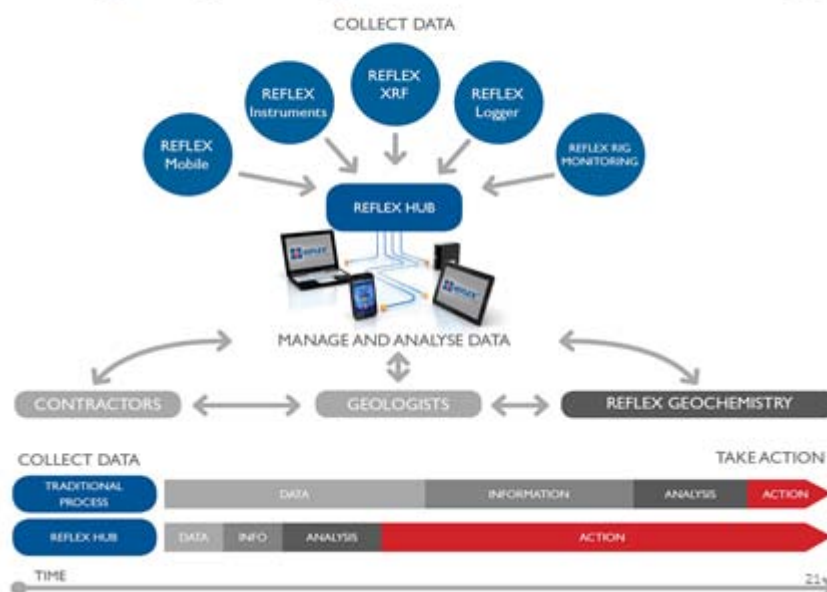 COLLECT DATA
REFLEX
XRF
REFLEX
Instruments
REFLEX
Logger
REFLEX
Mobile
REFLEX RIG
MONITORING
REFLEX HUB
REFLEX
REFLEX
MANAGE AND ANALYSE DATA
CONTRACTORS
GEOLOGISTS
REFLEX GEOCHEMISTRY
COLLECT DATA
TAKE ACTION
TRADITIONAL
PROCESS
DATA
INFORMATION
ANALYSIS
ACTION
REFLEX HUB
DATA
INFO
ANALYSIS
ACTION
TIME